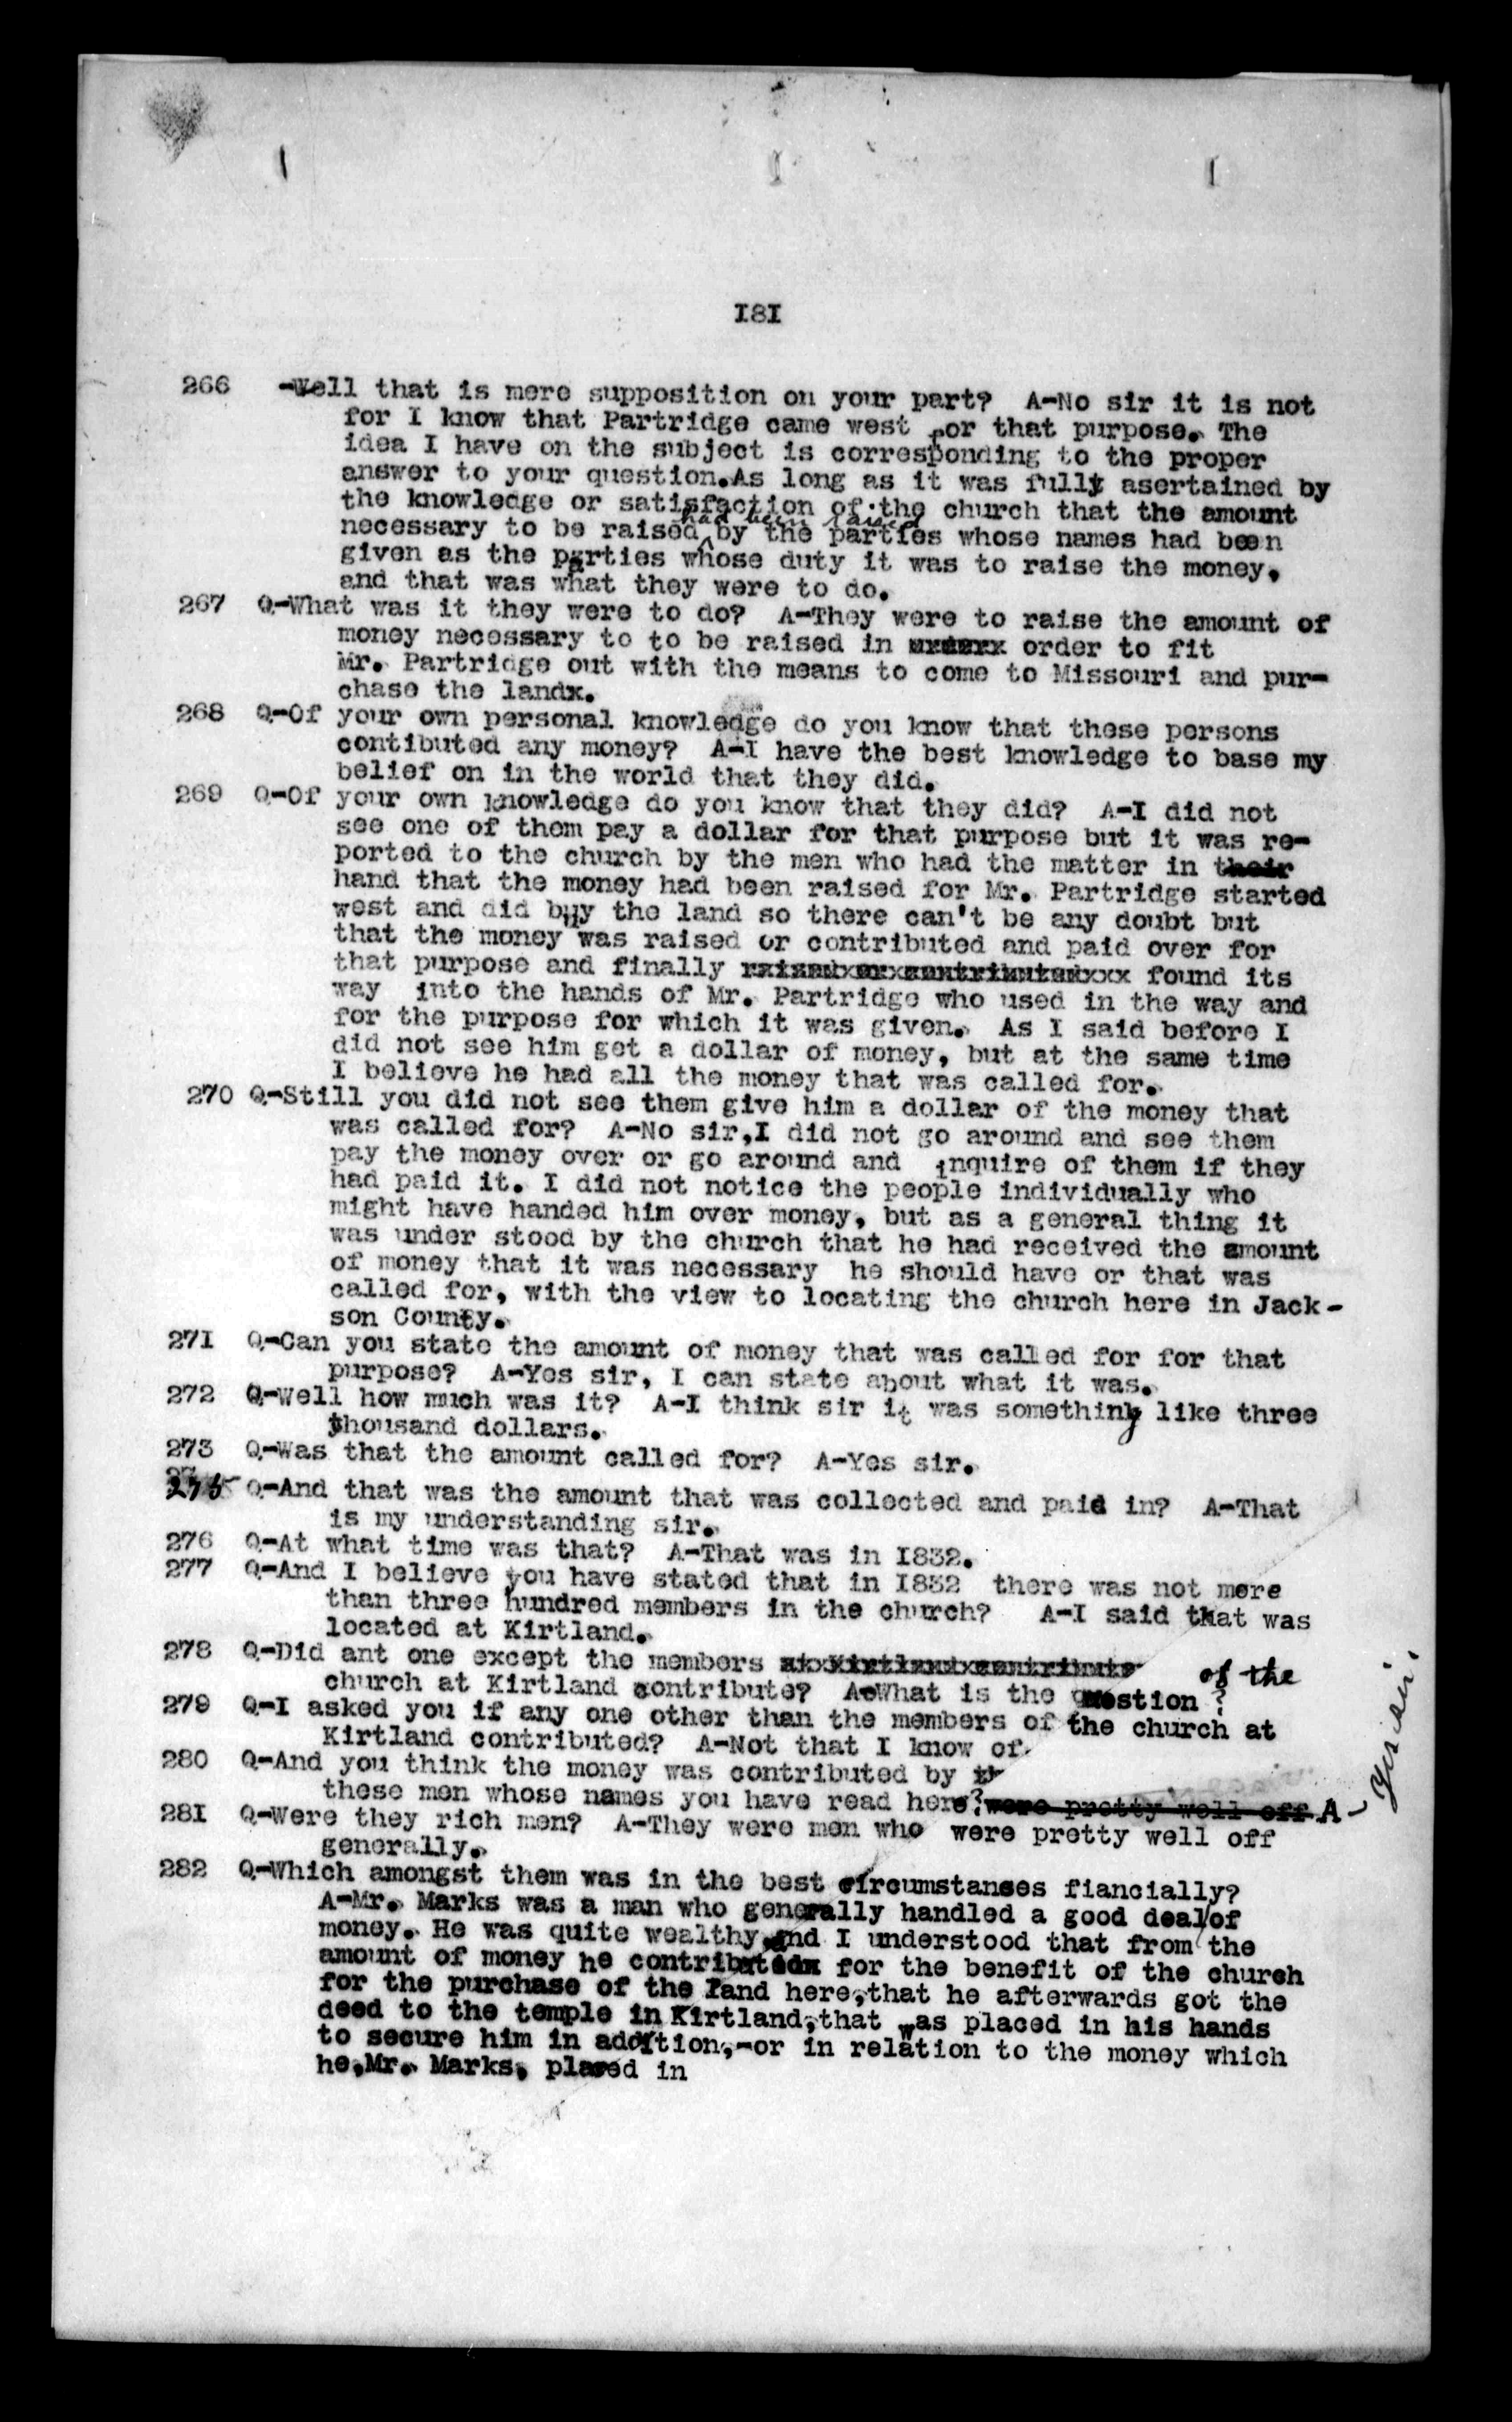 I8I
266 -Well that is mere supposition on your part? A-No sir it is not
for I know that Partridge came west for that purpose. The
idea I have on the subject is corresponding to the proper
answer to your question.As long as it was fully asertained by
the knowledge or satisfaction of the church that the amount
had been raised
necessary to be raised by the parties whose names had been
given as the parties whose duty it was to raise the money,
and that was what they were to do.
267 Q-What was it they were to do? A-They were to raise the amount of
money necessary to to be raised in order to fit
Mr. Partridge out with the means to come to Missouri and pur-
chase the landx.
268 Q-Of your own personal knowledge do you know that these persons
contibuted any money? A-I have the best knowledge to base my
belief on in the world that they did.
269 Q-Of your own knowledge do you know that they did? A-I did not
see one of them pay a dollar for that purpose but it was re-
ported to the church by the men who had the matter in their
hand that the money had been raised for Mr. Partridge started
west and did buy the land so there can't be any doubt but
that the money was raised or contributed and paid over for
that purpose and finally raised or contributedxxx found its
way into the hands of Mr. Partridge who used in the way and
for the purpose for which it was given. As I said before I
did not see him get a dollar of money, but at the same time
I believe he had all the money that was called for.
270 Q-Still you did not see them give him a dollar of the money that
was called for? A-No sir,I did not go around and see them
pay the money over or go around and inquire of them if they
had paid it. I did not notice the people individually who
might have handed him over money, but as a general thing it
was under stood by the church that he had received the amount
of money that it was necessary he should have or that was
called for, with the view to locating the church here in Jack-
son County.
271 Q-Can you state the amount of money that was called for for that
purpose? A-Yes sir, I can state about what it was.
272 Q-Well how much was it? A-I think sir it was something like three
thousand dollars.
273 Q-Was that the amount called for? A-Yes sir.
275 Q-And that was the amount that was collected and paid in? A-That
is my understanding sir.
276 Q-At what time was that? A-That was in I832.
277 Q-And I believe you have stated that in I832 there was not mere
than three hundred members in the church? A-I said that was
located at Kirtland.
278 Q-Did ant one except the members at Kirtland contribute of the
church at Kirtland contribute? A-What is the question?
279 Q-I asked you if any one other than the members of the church at
Kirtland contributed? A-Not that I know of.
280 Q-And you think the money was contributed by th
these men whose names you have read here? were pretty well off A- Yes sir.
281 Q-Were they rich men? A-They were men who were pretty well off
generally.
282 Q-Which amongst them was in the best circumstances fiancially?
A-Mr. Marks was a man who generally handled a good deal/of
money. He was quite wealthy and I understood that from the
amount of money he contributedx for the benefit of the church
for the purchase of the land here,that he afterwards got the
deed to the temple in Kirtland,that was placed in his hands
to secure him in addition,-or in relation to the money which
he,Mr. Marks, placed in